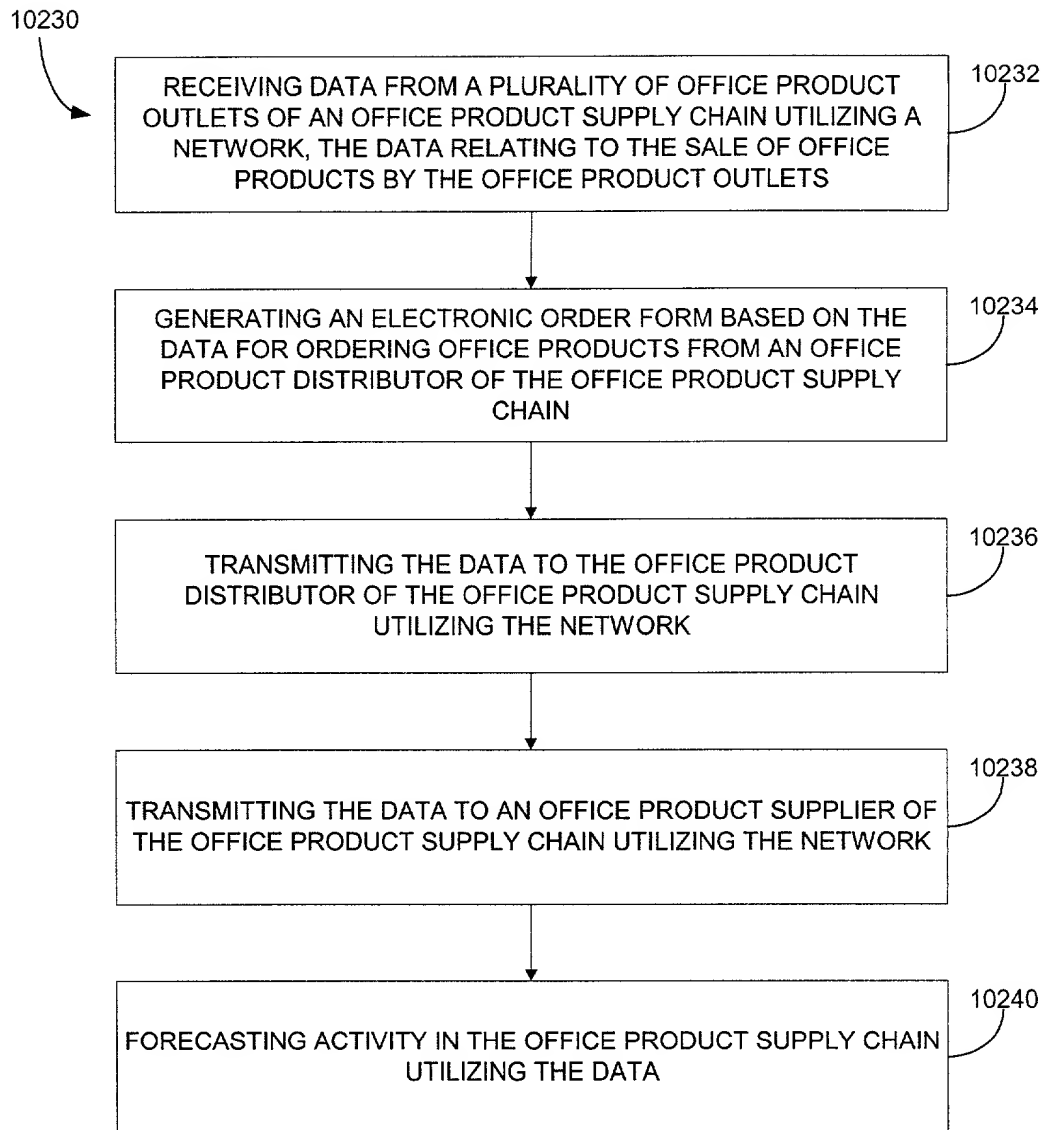 10230
10232
RECEIVING DATA FROM A PLURALITY OF OFFICE PRODUCT
OUTLETS OF AN OFFICE PRODUCT SUPPLY CHAIN UTILIZING A
NETWORK, THE DATA RELATING TO THE SALE OF OFFICE
PRODUCTS BY THE OFFICE PRODUCT OUTLETS
10234
GENERATING AN ELECTRONIC ORDER FORM BASED ON THE
DATA FOR ORDERING OFFICE PRODUCTS FROM AN OFFICE
PRODUCT DISTRIBUTOR OF THE OFFICE PRODUCT SUPPLY
CHAIN
10236
TRANSMITTING THE DATA TO THE OFFICE PRODUCT
DISTRIBUTOR OF THE OFFICE PRODUCT SUPPLY CHAIN
UTILIZING THE NETWORK
10238
TRANSMITTING THE DATA TO AN OFFICE PRODUCT SUPPLIER OF
THE OFFICE PRODUCT SUPPLY CHAIN UTILIZING THE NETWORK
10240
FORECASTING ACTIVITY IN THE OFFICE PRODUCT SUPPLY CHAIN
UTILIZING THE DATA